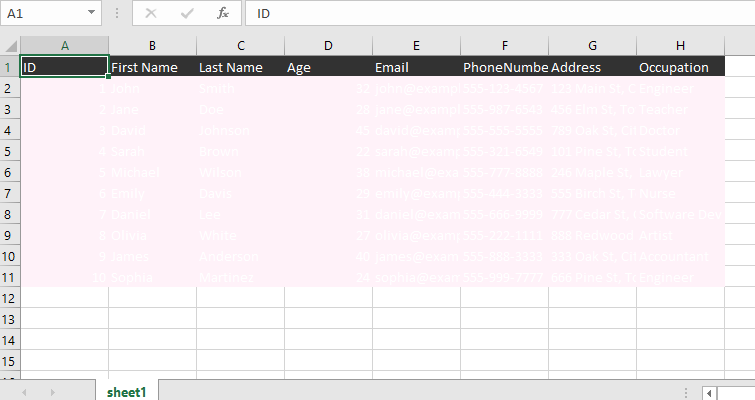 A1 fx ID
A B C D E F G H
1 ID First Name Last Name Age Email PhoneNumbe Address Occupation
2 1 John Smith 32 john@examp 555-123-4567 123 Main St, C Engineer
3 2 Jane Doe 28 jane@examp 555-987-6543 456 Elm St, To Teacher
4 3 David Johnson 45 david@exam 555-555-5555 789 Oak St, Ci Doctor
5 4 Sarah Brown 22 sarah@exam 555-321-6549 101 Pine St, T Student
6 5 Michael Wilson 38 michael@exa 555-777-8888 246 Maple St, Lawyer
7 6 Emily Davis 29 emily@exam 555-444-3333 555 Birch St, T Nurse
8 7 Daniel Lee 31 daniel@exam 555-666-9999 777 Cedar St, Software Dev
9 8 Olivia White 27 olivia@exam 555-222-1111 888 Redwood Artist
10 9 James Anderson 40 james@exam 555-888-3333 333 Oak St, Ci Accountant
11 10 Sophia Martinez 24 sophia@exam 555-999-7777 666 Pine St, T Engineer
12
13
14
15
sheet1